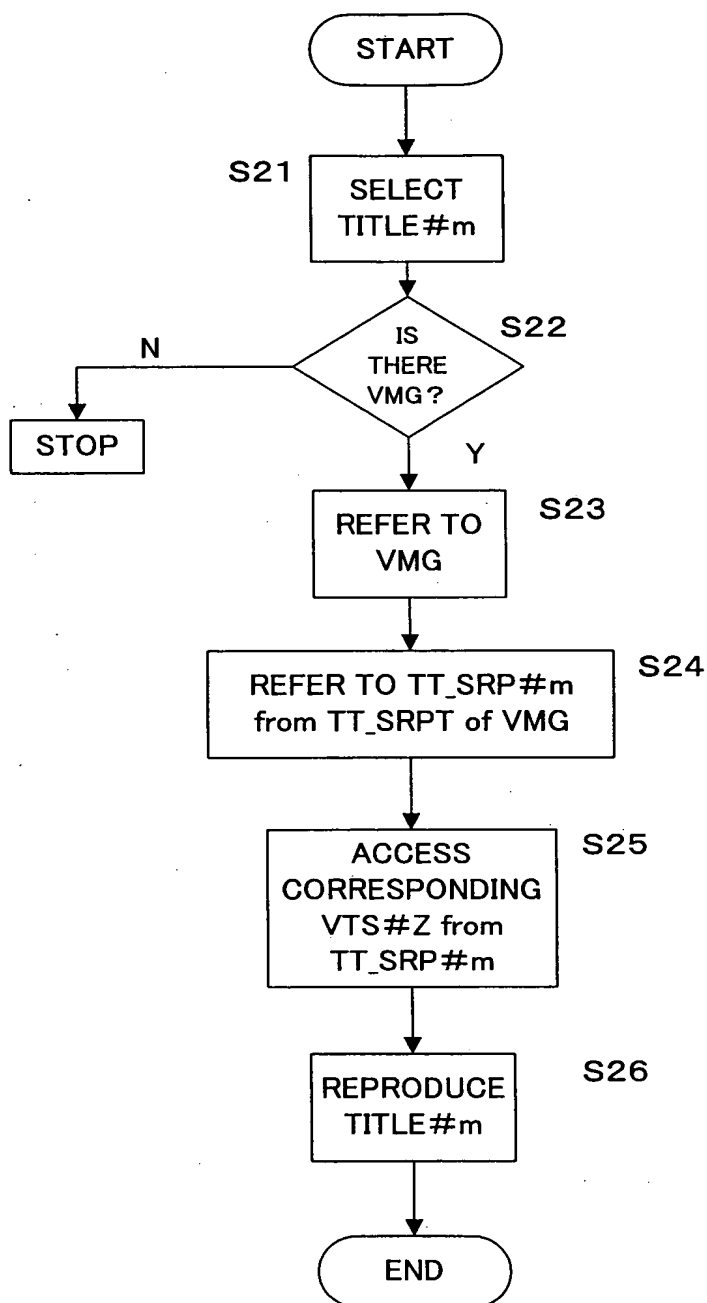 START
S21
SELECT
TITLE#m
S22
IS
THERE
VMG?
N
STOP
Y
S23
REFER TO
VMG
S24
REFER TO TT_SRP#m
from TT_SRPT of VMG
S25
ACCESS
CORRESPONDING
VTS#Z from
TT_SRP#m
S26
REPRODUCE
TITLE#m
END